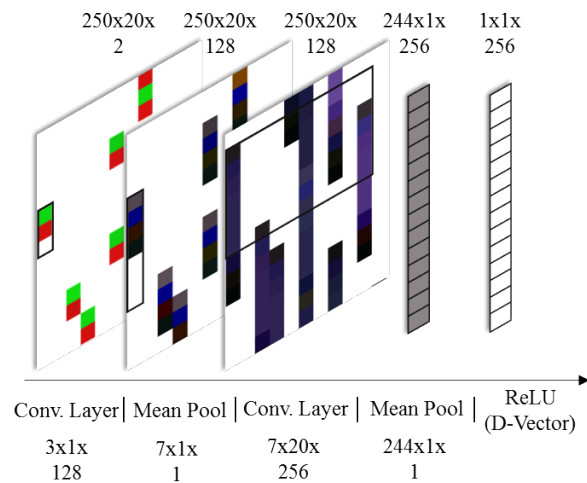 250x20x 250x20x 250x20x 244x1x 1x1x
2 128 128 256 256
Conv. Layer | Mean Pool | Conv. Layer | Mean Pool | ReLU
(D-Vector)
3x1x 7x1x 7x20x 244x1x
128 1 256 1